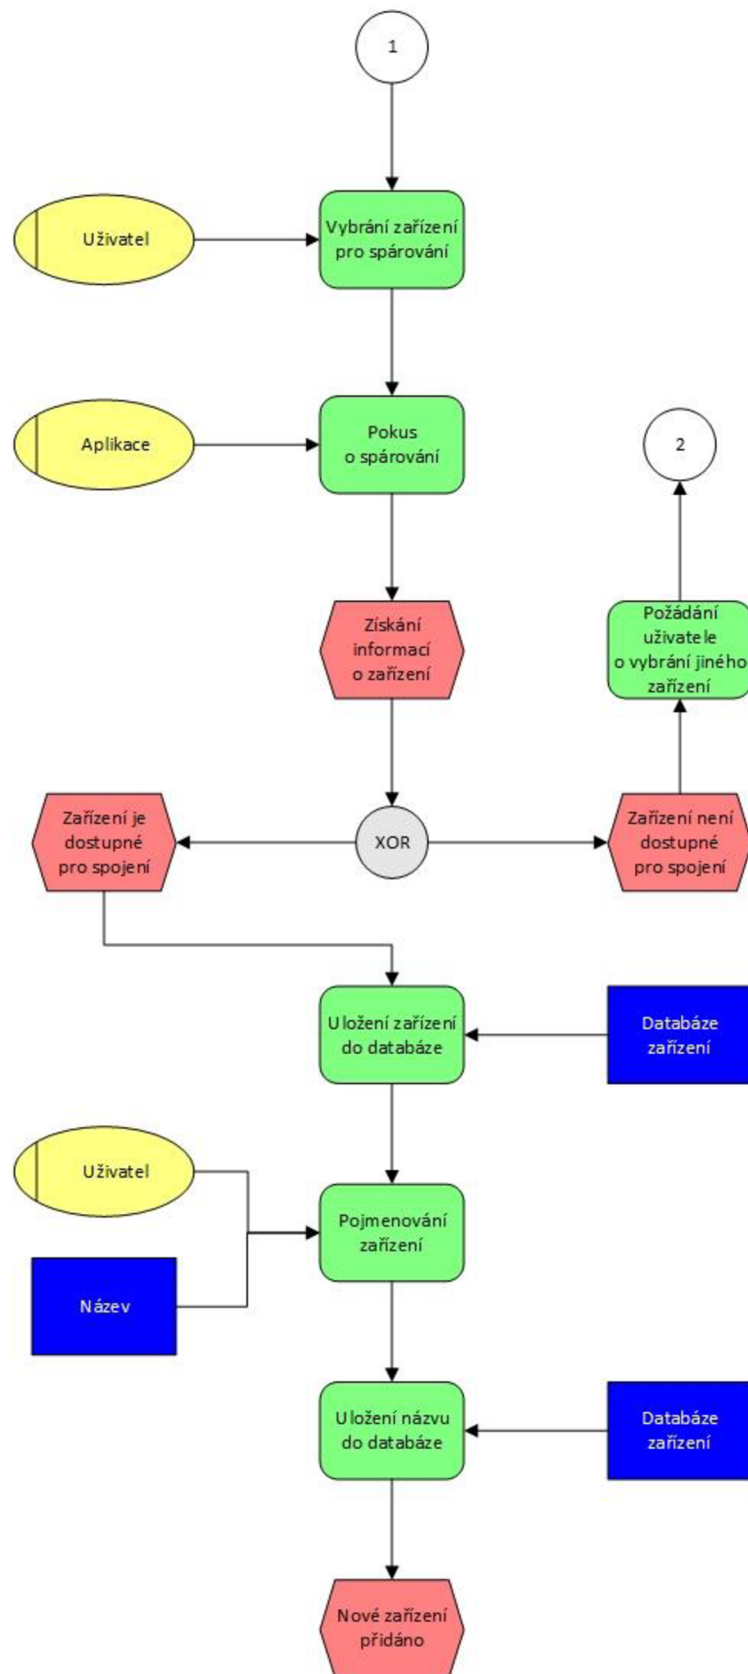 1
Uživatel
Vybrání zařízení
pro spárování
Aplikace
Pokus
o spárování
2
Získání
informací
o zařízení
Požádání
uživatele
o vybrání jiného
zařízení
Zařízení je
dostupné
pro spojení
XOR
Zařízení není
dostupné
pro spojení
Uložení zařízení
do databáze
Databáze
zařízení
Uživatel
Pojmenování
zařízení
Název
Uložení názvu
do databáze
Databáze
zařízení
Nové zařízení
přidáno